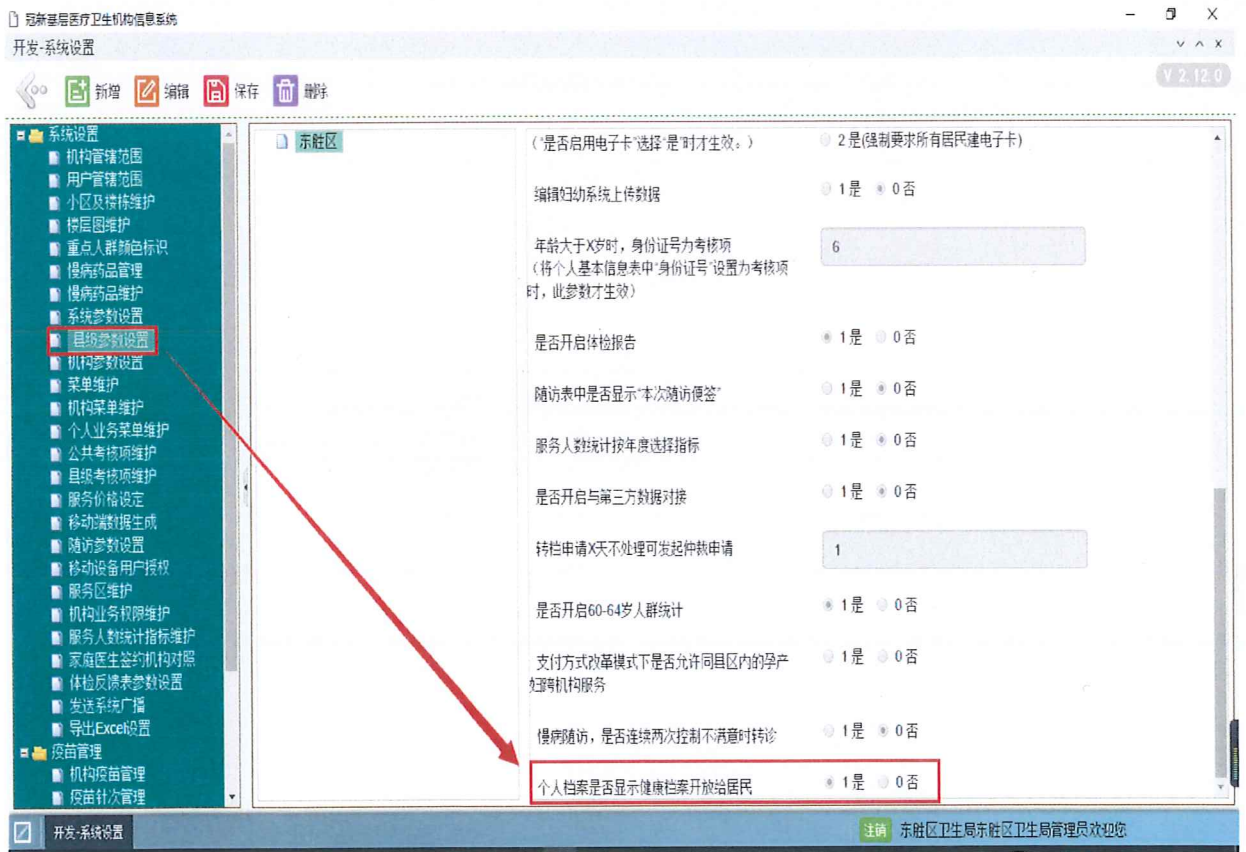 冠新基层医疗卫生机构信息系统
开发-系统设置
新增 编辑 保存 删除
V 2.12.0
系统设置
机构管辖范围
用户管辖范围
小区及楼栋维护
楼层图维护
重点人群颜色标识
慢病药品管理
慢病药品维护
系统参数设置
县级参数设置
机构参数设置
菜单维护
机构菜单维护
个人业务菜单维护
公共考核项维护
县级考核项维护
服务价格设定
移动端数据生成
随访参数设置
移动设备用户授权
服务区维护
机构业务权限维护
服务人数统计指标维护
家庭医生签约机构对照
体检反馈表参数设置
发送系统广播
导出Excel设置
疫苗管理
机构疫苗管理
疫苗针次管理
东胜区
（“是否启用电子卡”选择“是”时才生效。） 2是(强制要求所有居民建电子卡)
编辑妇幼系统上传数据 1是 0否
年龄大于X岁时，身份证号为考核项 6
（将个人基本信息表中“身份证号”设置为考核项
时，此参数才生效）
是否开启体检报告 1是 0否
随访表中是否显示“本次随访便签” 1是 0否
服务人数统计按年度选择指标 1是 0否
是否开启与第三方数据对接 1是 0否
转档申请X天不处理可发起仲裁申请 1
是否开启60-64岁人群统计 1是 0否
支付方式改革模式下是否允许同县区内的孕产 1是 0否
妇跨机构服务
慢病随访，是否连续两次控制不满意时转诊 1是 0否
个人档案是否显示健康档案开放给居民 1是 0否
开发-系统设置
注销 东胜区卫生局东胜区卫生局管理员欢迎您